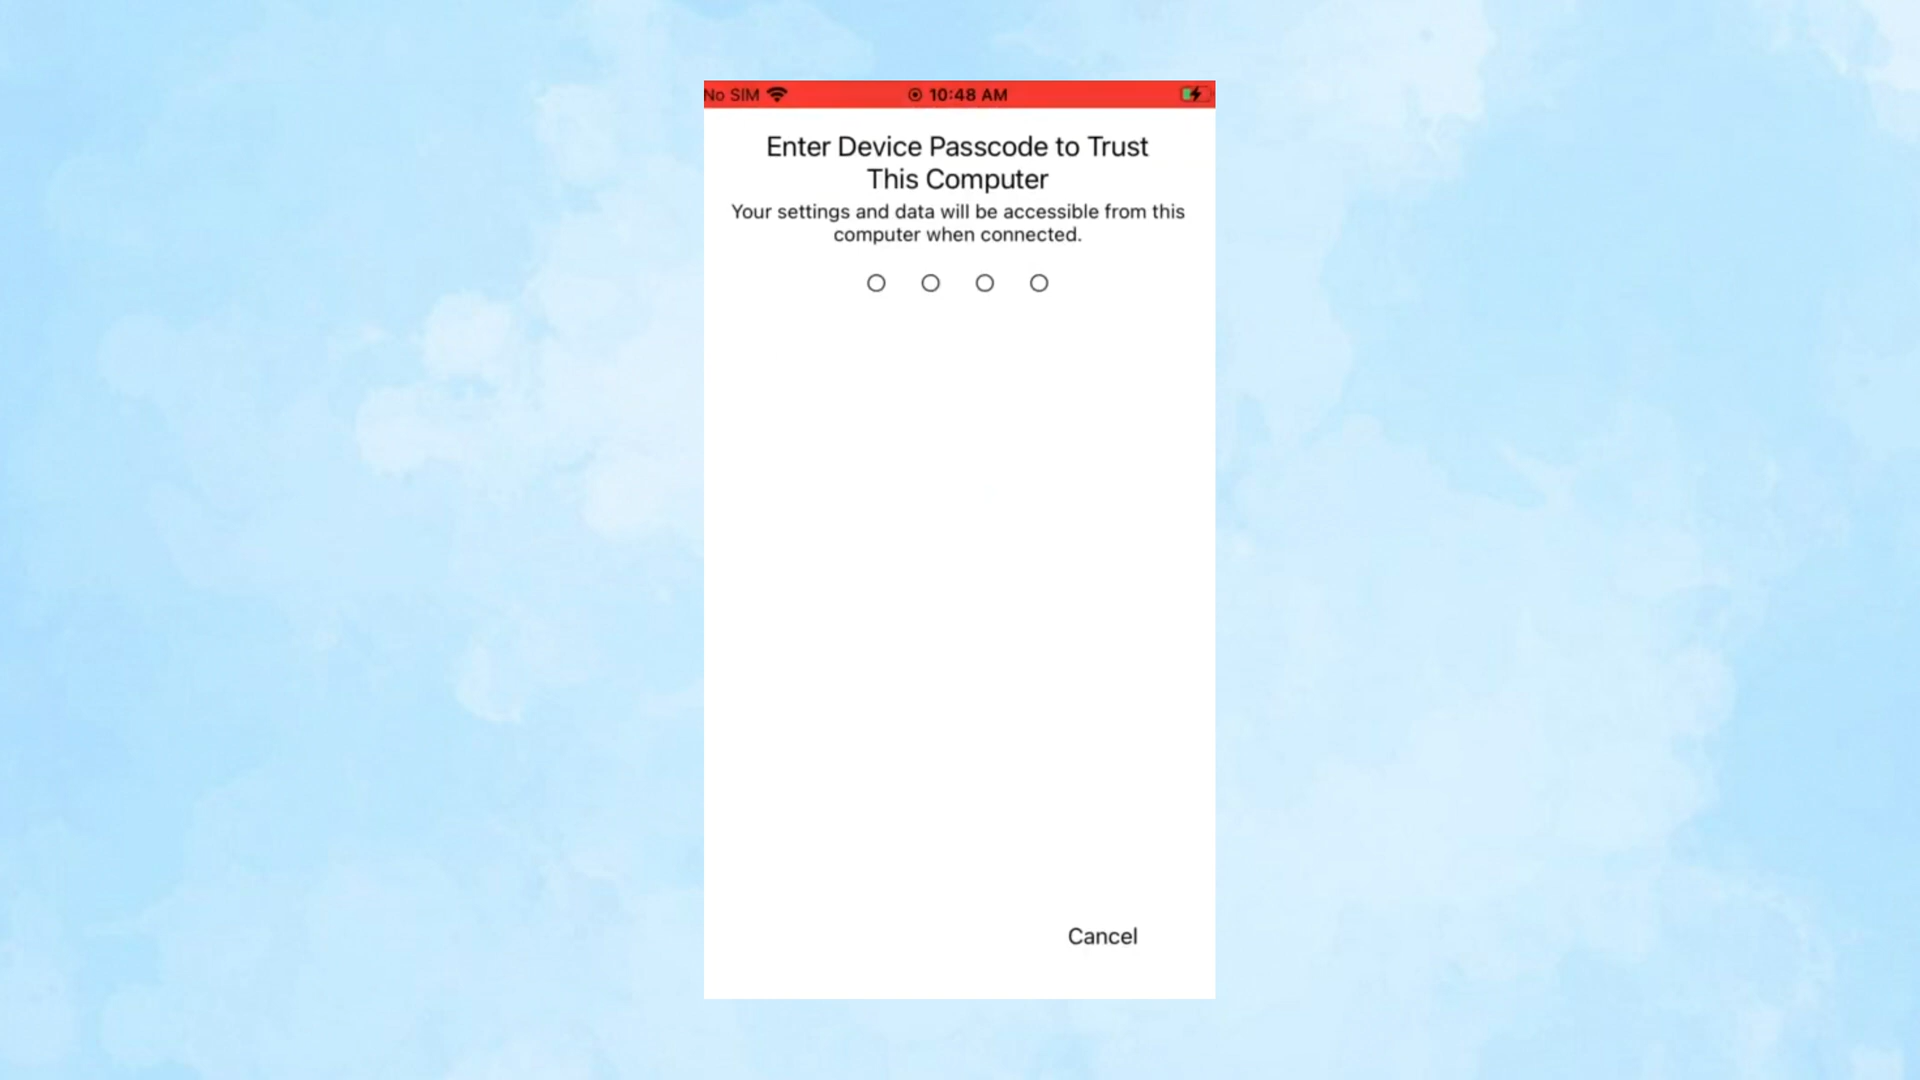 No SIM 10:48 AM
Enter Device Passcode to Trust
This Computer
Your settings and data will be accessible from this
computer when connected.
Cancel